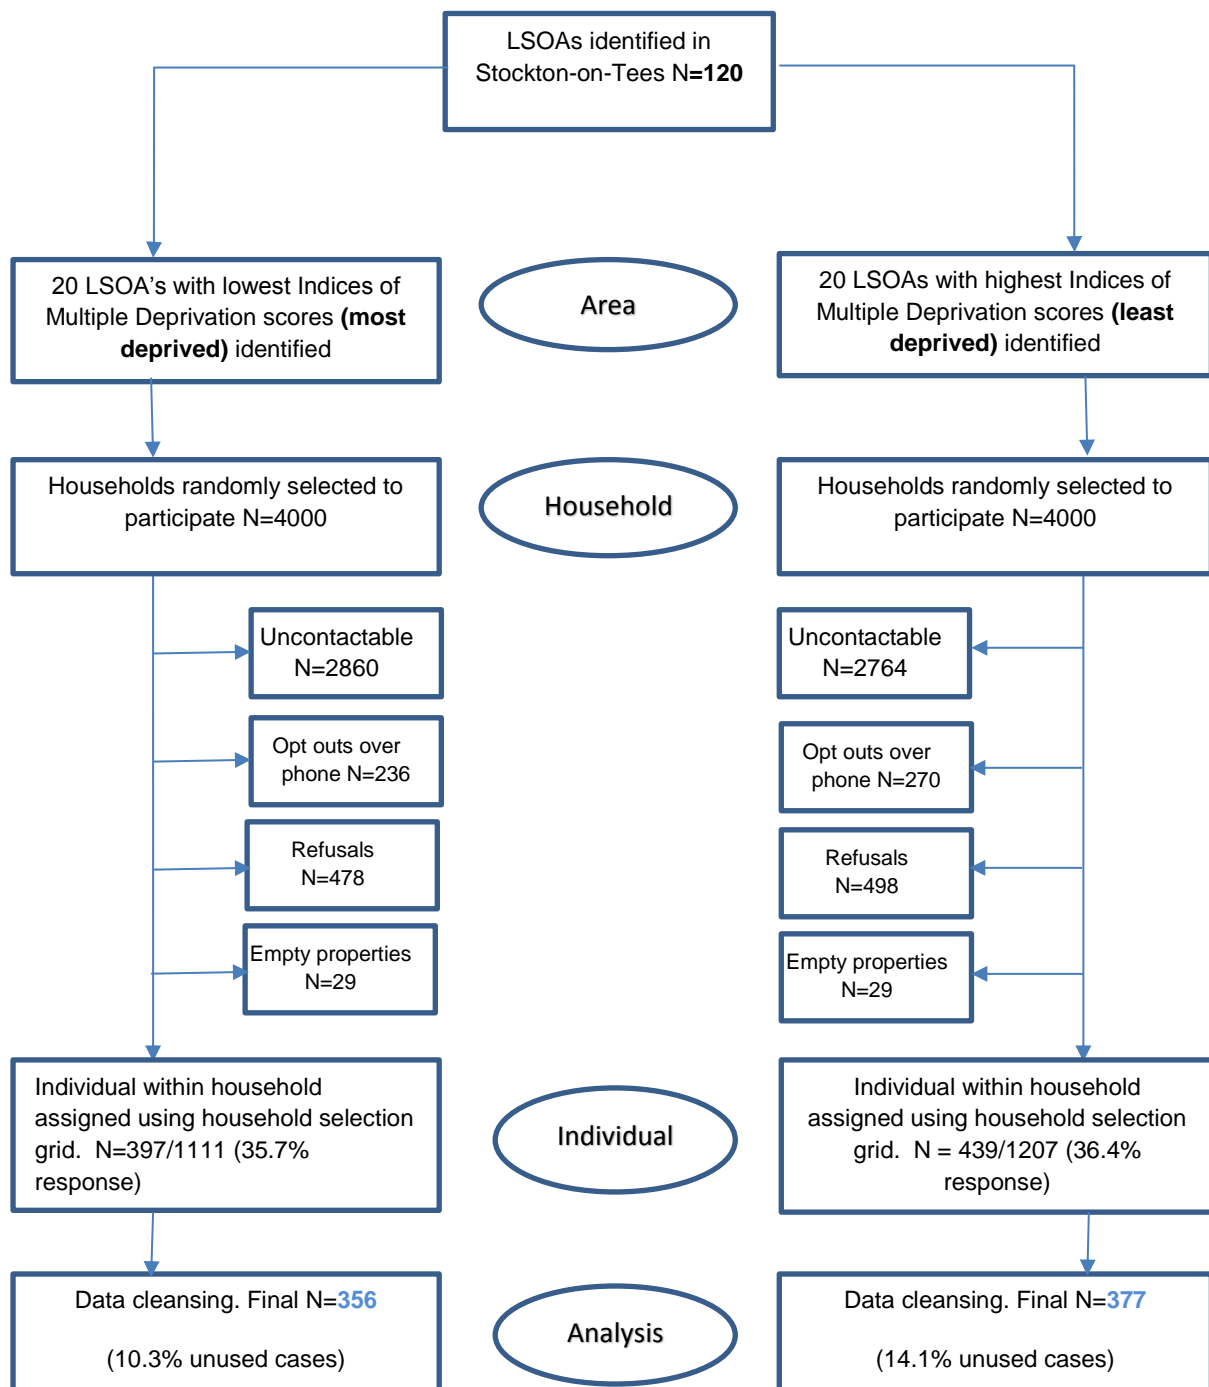 LSOAs identified in
Stockton-on-Tees N=120
20 LSOA’s with lowest Indices of
Multiple Deprivation scores (most
deprived) identified
Area
20 LSOAs with highest Indices of
Multiple Deprivation scores (least
deprived) identified
Households randomly selected to
participate N=4000
Household
Households randomly selected to
participate N=4000
Uncontactable
N=2860
Uncontactable
N=2764
Opt outs over
phone N=236
Opt outs over
phone N=270
Refusals
N=478
Refusals
N=498
Empty properties
N=29
Empty properties
N=29
Individual within household
assigned using household selection
grid.  N=397/1111 (35.7%
response)
Individual
Individual within household
assigned using household selection
grid.  N = 439/1207 (36.4%
response)
Data cleansing. Final N=356
(10.3% unused cases)
Analysis
Data cleansing. Final N=377
(14.1% unused cases)